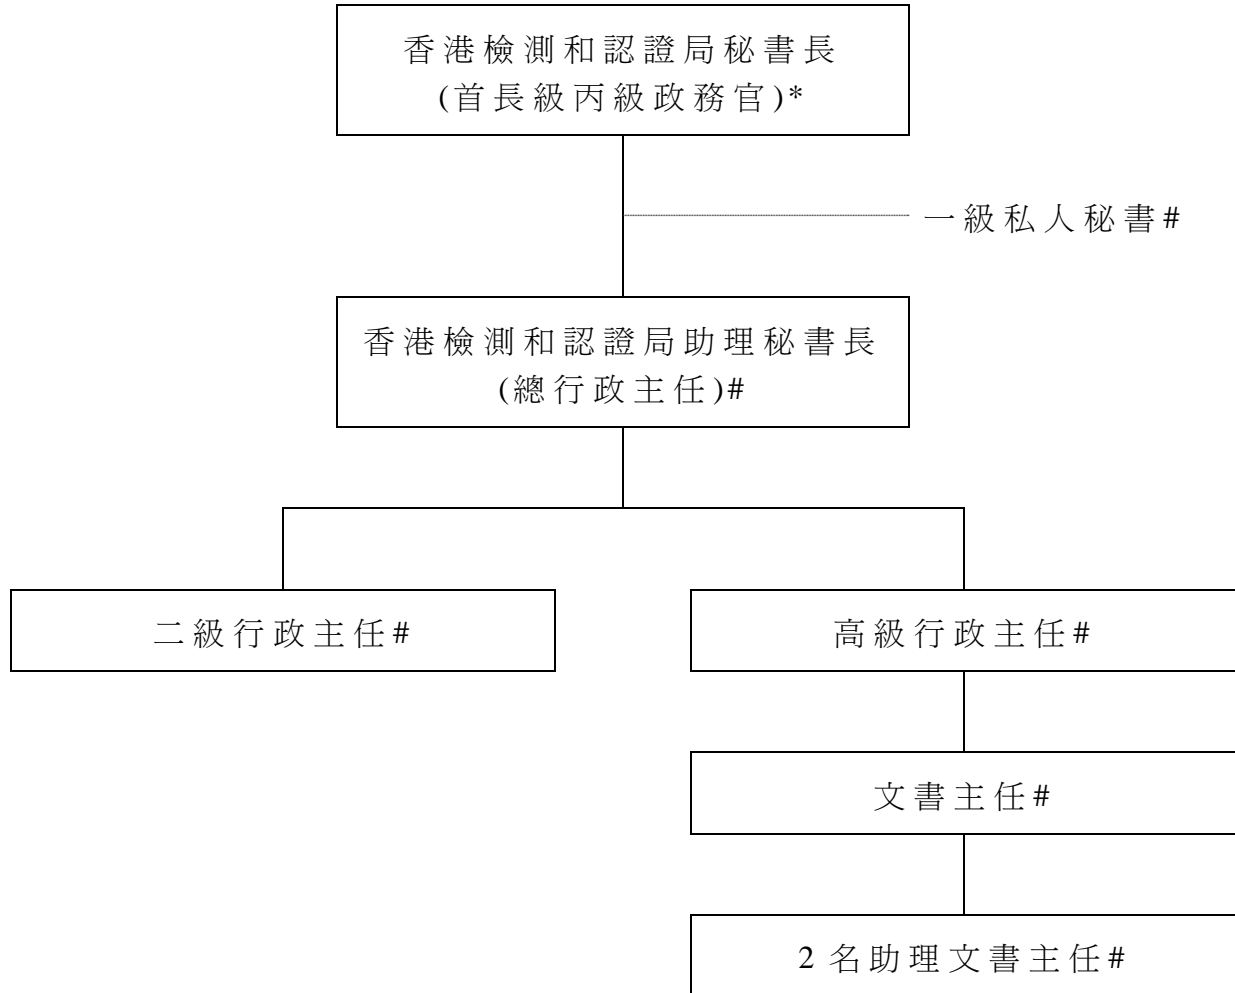 香港檢測和認證局秘書長
(首長級丙級政務官)*
一級私人秘書#
香港檢測和認證局助理秘書長
(總行政主任)#
二級行政主任#
高級行政主任#
文書主任#
2 名助理文書主任#